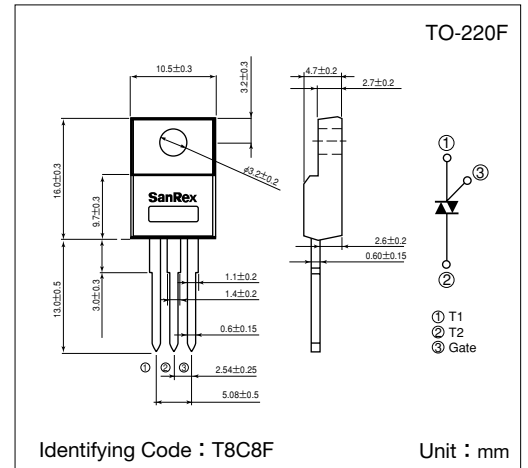 TO-220F
10.5±0.3
4.7±0.2
2.7±0.2
3.2±0.3
16.0±0.3
9.7±0.3
φ3.2±0.2
SanRex
①
③
②
2.6±0.2
0.60±0.15
13.0±0.5
3.0±0.3
1.1±0.2
1.4±0.2
0.6±0.15
① ② ③
2.54±0.25
5.08±0.5
① T1
② T2
③ Gate
Identifying Code：T8C8F
Unit：mm